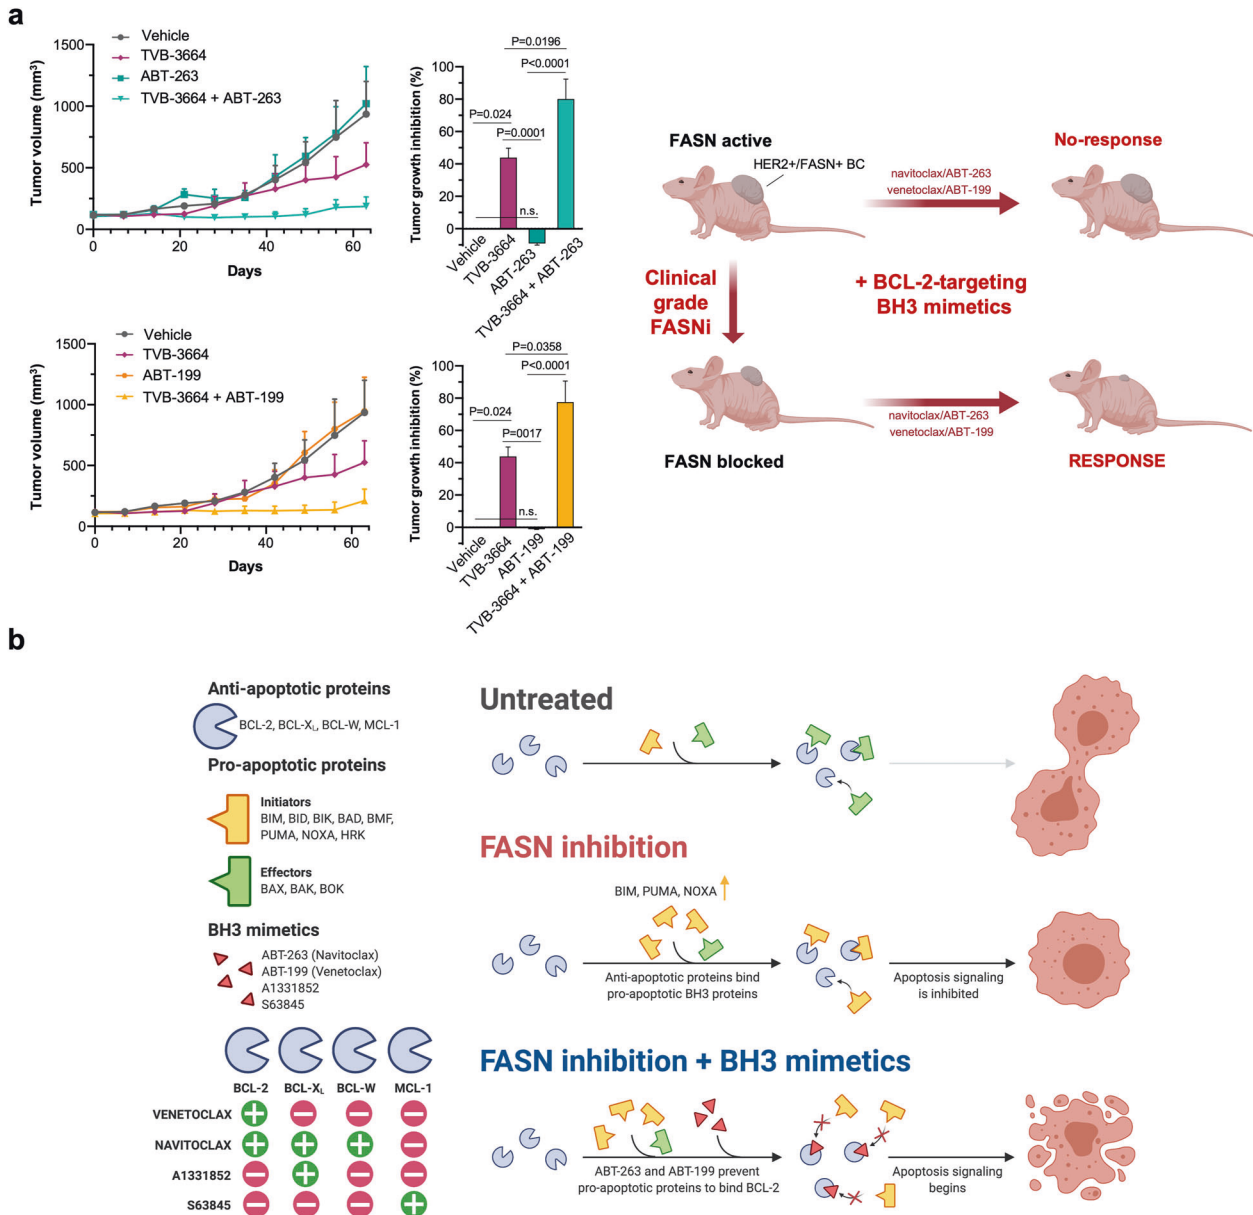 a
Vehicle
TVB-3664
ABT-263
TVB-3664 + ABT-263
Tumor volume (mm³)
1500
1000
500
0
0
20
40
60
Days
Tumor growth inhibition (%)
100
80
60
40
20
0
P=0.0196
P<0.0001
P=0.024
P=0.0001
n.s.
Vehicle
TVB-3664
ABT-263
TVB-3664 + ABT-263
FASN active
HER2+/FASN+ BC
navitoclax/ABT-263
venetoclax/ABT-199
No-response
Clinical
grade
FASNi
+ BCL-2-targeting
BH3 mimetics
FASN blocked
navitoclax/ABT-263
venetoclax/ABT-199
RESPONSE
Vehicle
TVB-3664
ABT-199
TVB-3664 + ABT-199
Tumor volume (mm³)
1500
1000
500
0
0
20
40
60
Days
Tumor growth inhibition (%)
100
80
60
40
20
0
P=0.0358
P<0.0001
P=0.024
P=0017
n.s.
Vehicle
TVB-3664
ABT-199
TVB-3664 + ABT-199
b
Anti-apoptotic proteins
BCL-2, BCL-XL, BCL-W, MCL-1
Pro-apoptotic proteins
Initiators
BIM, BID, BIK, BAD, BMF,
PUMA, NOXA, HRK
Effectors
BAX, BAK, BOK
BH3 mimetics
ABT-263 (Navitoclax)
ABT-199 (Venetoclax)
A1331852
S63845
BCL-2 BCL-XL BCL-W MCL-1
VENETOCLAX + − − −
NAVITOCLAX + + + −
A1331852 − + − −
S63845 − − − +
Untreated
FASN inhibition
BIM, PUMA, NOXA
Anti-apoptotic proteins bind
pro-apoptotic BH3 proteins
Apoptosis signaling
is inhibited
FASN inhibition + BH3 mimetics
ABT-263 and ABT-199 prevent
pro-apoptotic proteins to bind BCL-2
Apoptosis signaling
begins